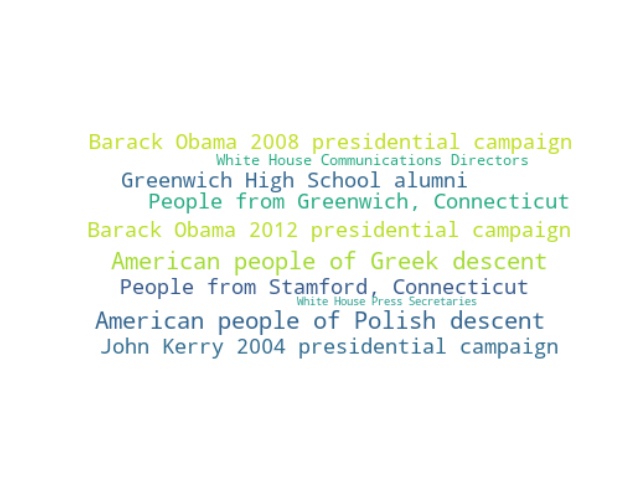 Barack Obama 2008 presidential campaign
White House Communications Directors
Greenwich High School alumni
People from Greenwich, Connecticut
Barack Obama 2012 presidential campaign
American people of Greek descent
People from Stamford, Connecticut
White House Press Secretaries
American people of Polish descent
John Kerry 2004 presidential campaign